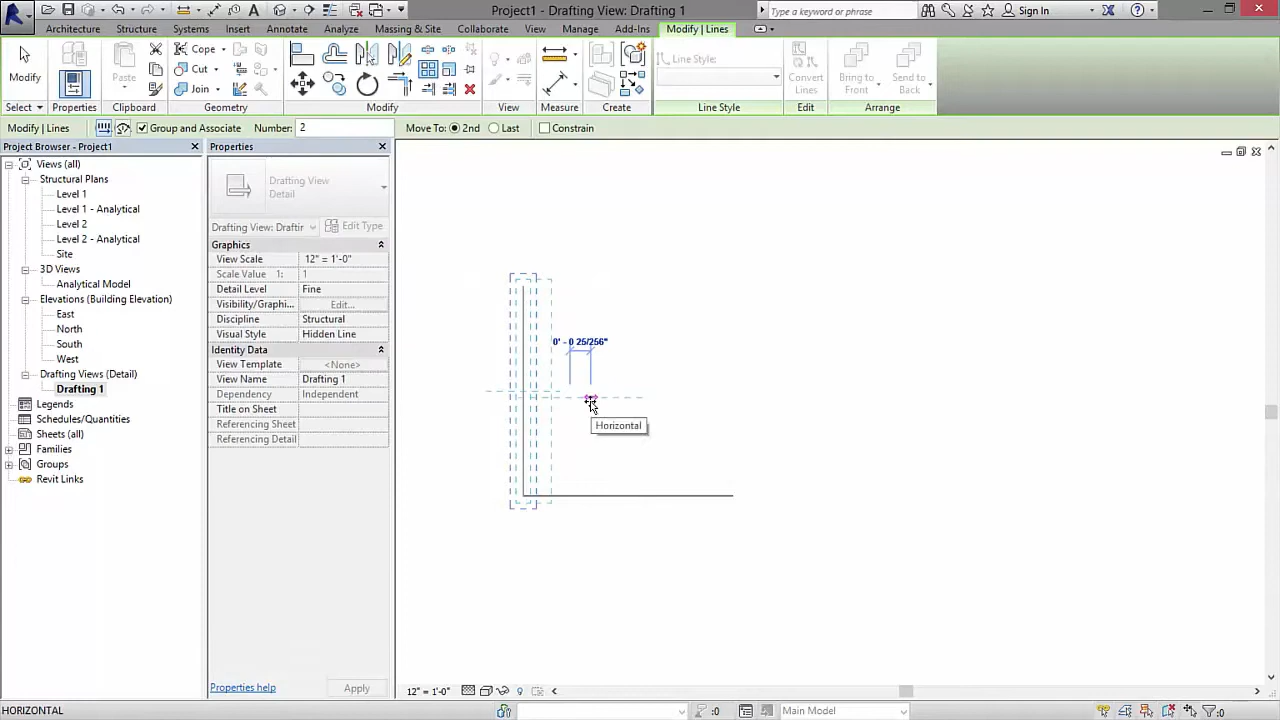 Project1 - Drafting View: Drafting 1
Type a keyword or phrase
Sign In
Architecture
Structure
Systems
Insert
Annotate
Analyze
Massing & Site
Collaborate
View
Manage
Add-Ins
Modify | Lines
Modify
Paste
Cope
Cut
Join
Line Style:
Convert
Lines
Bring to
Front
Send to
Back
Select
Properties
Clipboard
Geometry
Modify
View
Measure
Create
Line Style
Edit
Arrange
Modify | Lines
Group and Associate
Number: 2
Move To:
2nd
Last
Constrain
Project Browser - Project1
Views (all)
Structural Plans
Level 1
Level 1 - Analytical
Level 2
Level 2 - Analytical
Site
3D Views
Analytical Model
Elevations (Building Elevation)
East
North
South
West
Drafting Views (Detail)
Drafting 1
Legends
Schedules/Quantities
Sheets (all)
Families
Groups
Revit Links
Properties
Drafting View
Detail
Drafting View: Draftir
Edit Type
Graphics
View Scale 12" = 1'-0"
Scale Value 1: 1
Detail Level Fine
Visibility/Graphi... Edit...
Discipline Structural
Visual Style Hidden Line
Identity Data
View Template <None>
View Name Drafting 1
Dependency Independent
Title on Sheet
Referencing Sheet
Referencing Detail
Properties help
Apply
0' - 0 25/256"
Horizontal
12" = 1'-0"
HORIZONTAL
:0
Main Model
:0